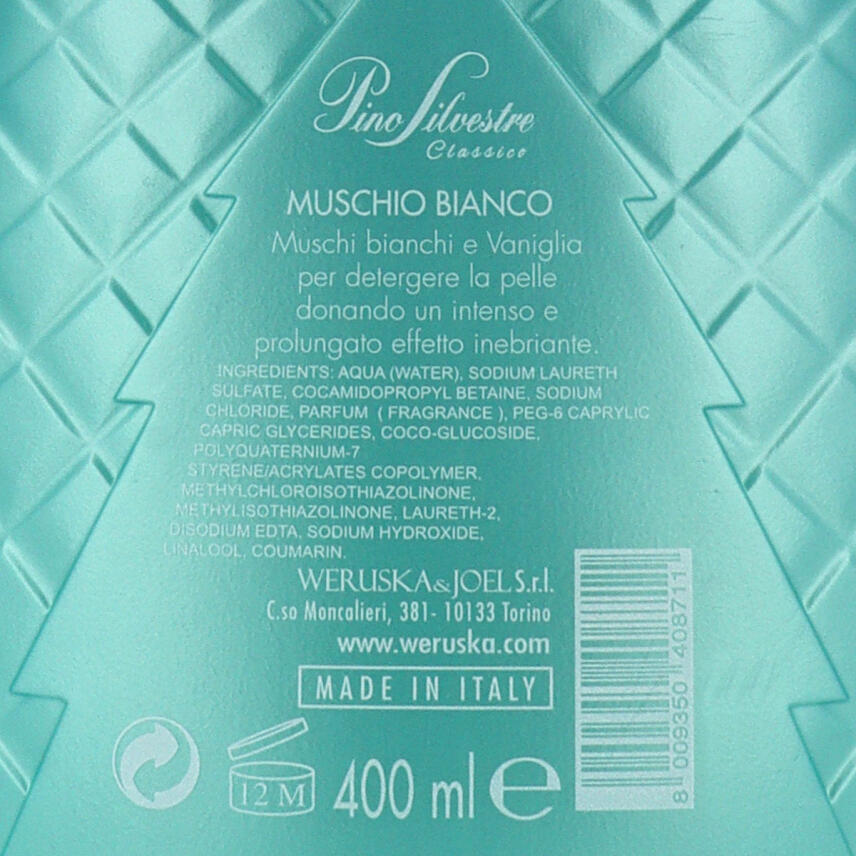 Pino Silvestre
Classico
MUSCHIO BIANCO
Muschi bianchi e Vaniglia
per detergere la pelle
donando un intenso e
prolungato effetto inebriante.
INGREDIENTS: AQUA (WATER), SODIUM LAURETH
SULFATE, COCAMIDOPROPYL BETAINE, SODIUM
CHLORIDE, PARFUM ( FRAGRANCE ), PEG-6 CAPRYLIC
CAPRIC GLYCERIDES, COCO-GLUCOSIDE,
POLYQUATERNIUM-7
STYRENE/ACRYLATES COPOLYMER,
METHYLCHLOROISOTHIAZOLINONE,
METHYLISOTHIAZOLINONE, LAURETH-2,
DISODIUM EDTA, SODIUM HYDROXIDE,
LINALOOL, COUMARIN.
WERUSKA&JOEL S.r.l.
C.so Moncalieri, 381- 10133 Torino
www.weruska.com
MADE IN ITALY
12 M
400 ml e
8 009350 408711